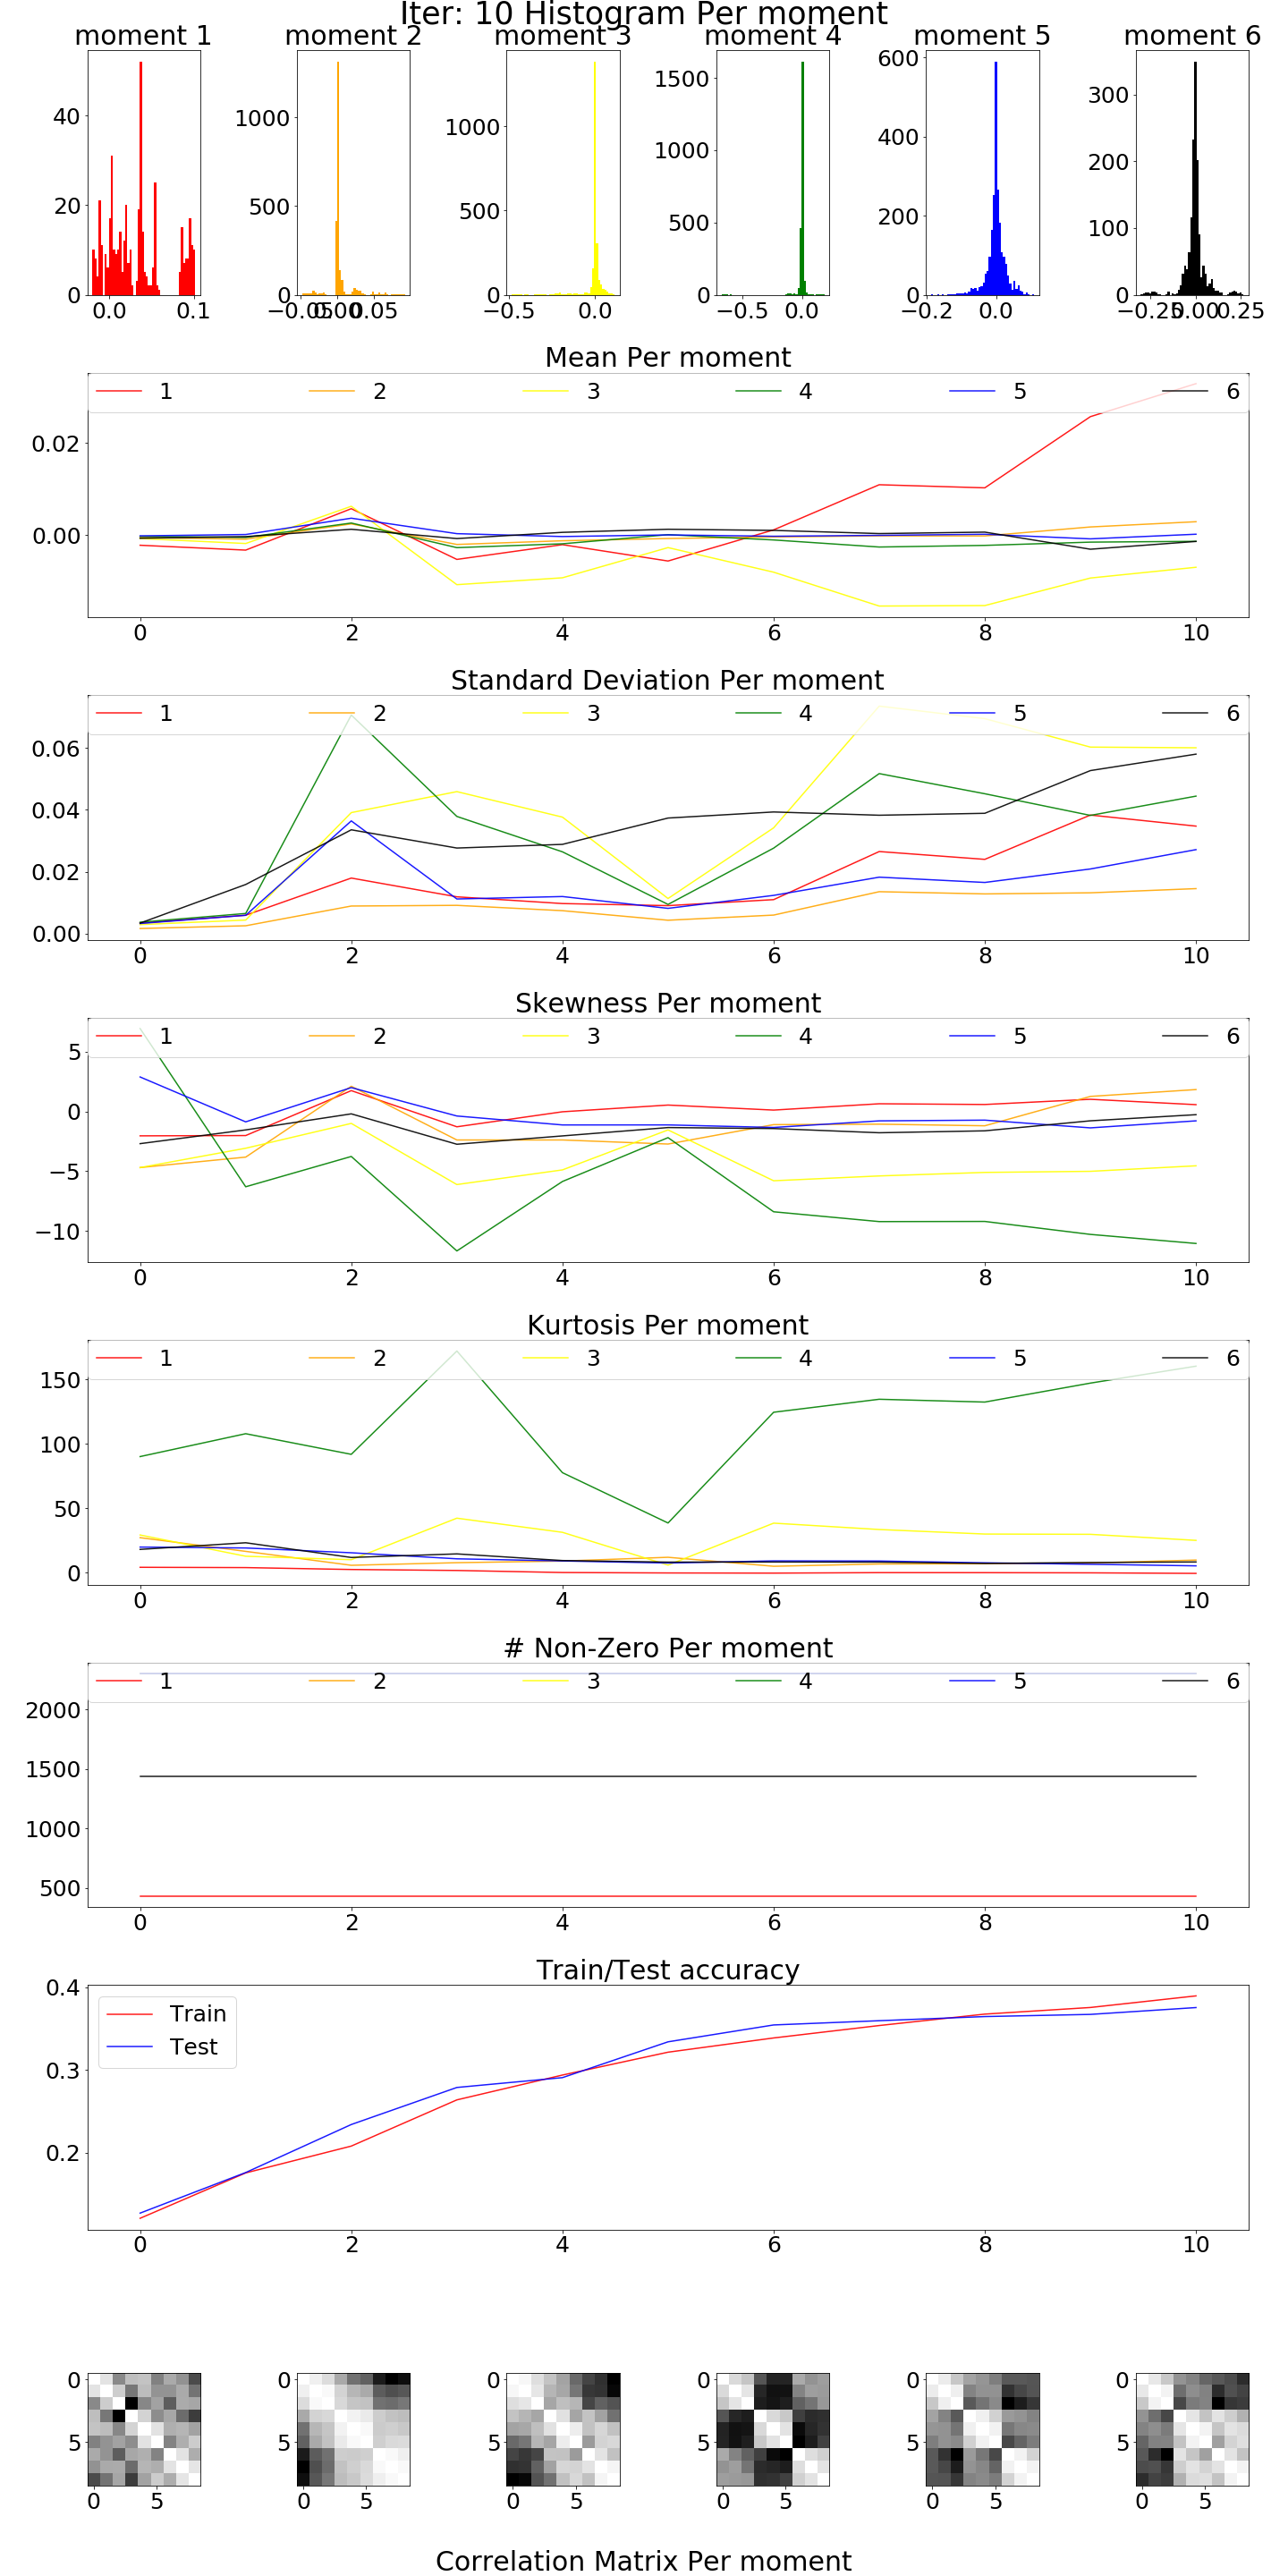 Iter: 10 Histogram Per moment
moment 1 moment 2 moment 3 moment 4 moment 5 moment 6
40
20
0
0.0 0.1
1000
500
0
−0.05 0.00 0.05
1000
500
0
−0.5 0.0
1500
1000
500
0
−0.5 0.0
600
400
200
0
−0.2 0.0
300
200
100
0
−0.25 0.00 0.25
Mean Per moment
1 2 3 4 5 6
0.02
0.00
0 2 4 6 8 10
Standard Deviation Per moment
1 2 3 4 5 6
0.06
0.04
0.02
0.00
0 2 4 6 8 10
Skewness Per moment
1 2 3 4 5 6
5
0
−5
−10
0 2 4 6 8 10
Kurtosis Per moment
1 2 3 4 5 6
150
100
50
0
0 2 4 6 8 10
# Non-Zero Per moment
1 2 3 4 5 6
2000
1500
1000
500
0 2 4 6 8 10
Train/Test accuracy
Train
Test
0.4
0.3
0.2
0 2 4 6 8 10
0
5
0 5
0
5
0 5
0
5
0 5
0
5
0 5
0
5
0 5
0
5
0 5
Correlation Matrix Per moment